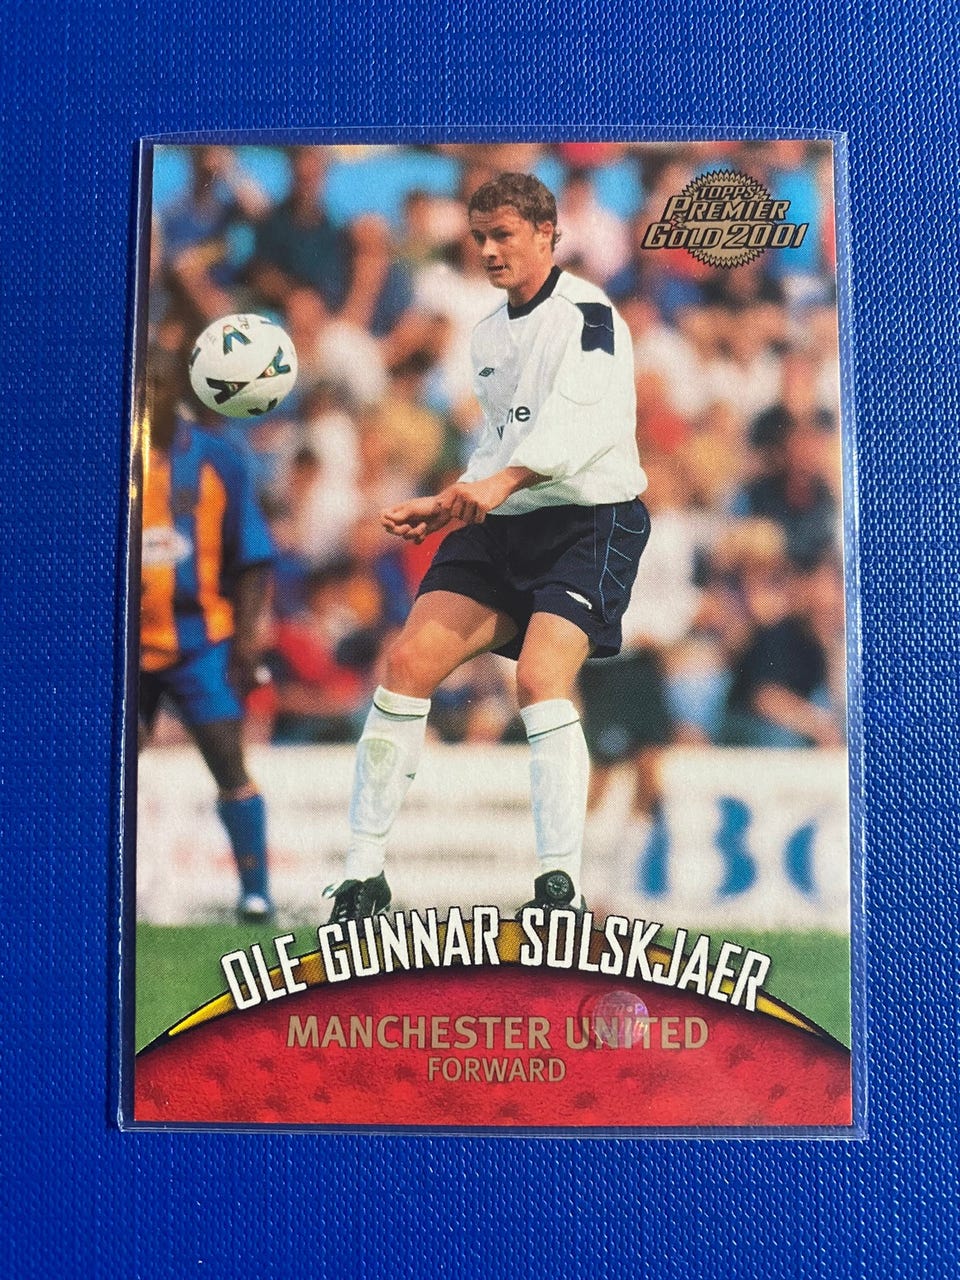 TOPPS
PREMIER
GOLD 2001
OLE GUNNAR SOLSKJAER
MANCHESTER UNITED
FORWARD